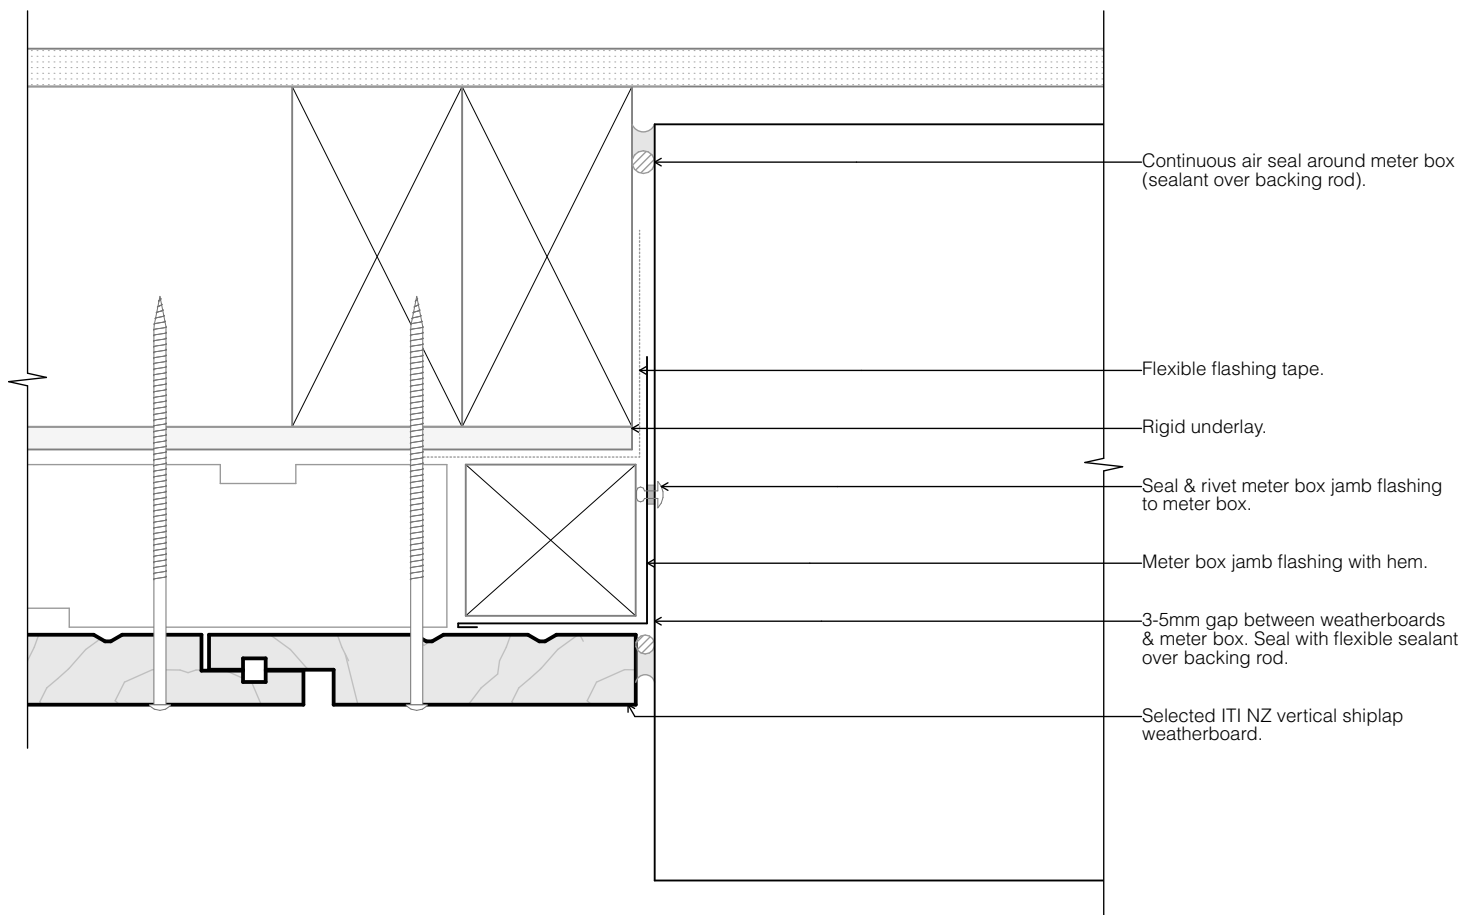 Continuous air seal around meter box
(sealant over backing rod).
Flexible flashing tape.
Rigid underlay.
Seal & rivet meter box jamb flashing
to meter box.
Meter box jamb flashing with hem.
3-5mm gap between weatherboards
& meter box. Seal with flexible sealant
over backing rod.
Selected ITI NZ vertical shiplap
weatherboard.